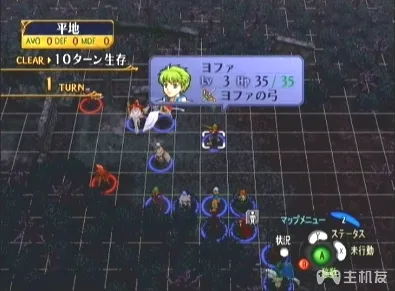 平地
AVO 0 DEF 0 MDF 0
CLEAR ▶ 10ターン生存
1 TURN
ヨファ
Lv 3 Hp 35 / 35
ヨファの弓
マップメニュー Z
ステータス
Y
状況
X
未行動
B
A
主机友